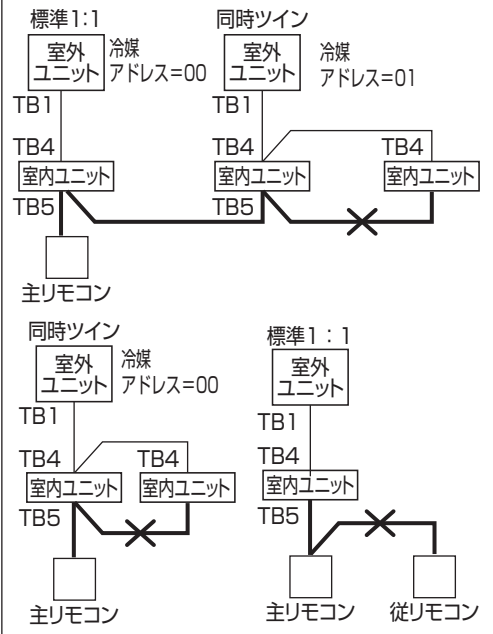 標準1:1
室外
ユニット
冷媒
アドレス=00
TB1
TB4
室内ユニット
TB5
主リモコン
同時ツイン
室外
ユニット
冷媒
アドレス=01
TB1
TB4
TB4
室内ユニット
室内ユニット
TB5
同時ツイン
室外
ユニット
冷媒
アドレス=00
TB1
TB4
TB4
室内ユニット
室内ユニット
TB5
主リモコン
標準1：1
室外
ユニット
TB1
TB4
室内ユニット
TB5
主リモコン
従リモコン